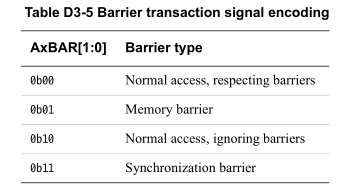 Table D3-5 Barrier transaction signal encoding
AxBAR[1:0] Barrier type
0b00 Normal access, respecting barriers
0b01 Memory barrier
0b10 Normal access, ignoring barriers
0b11 Synchronization barrier